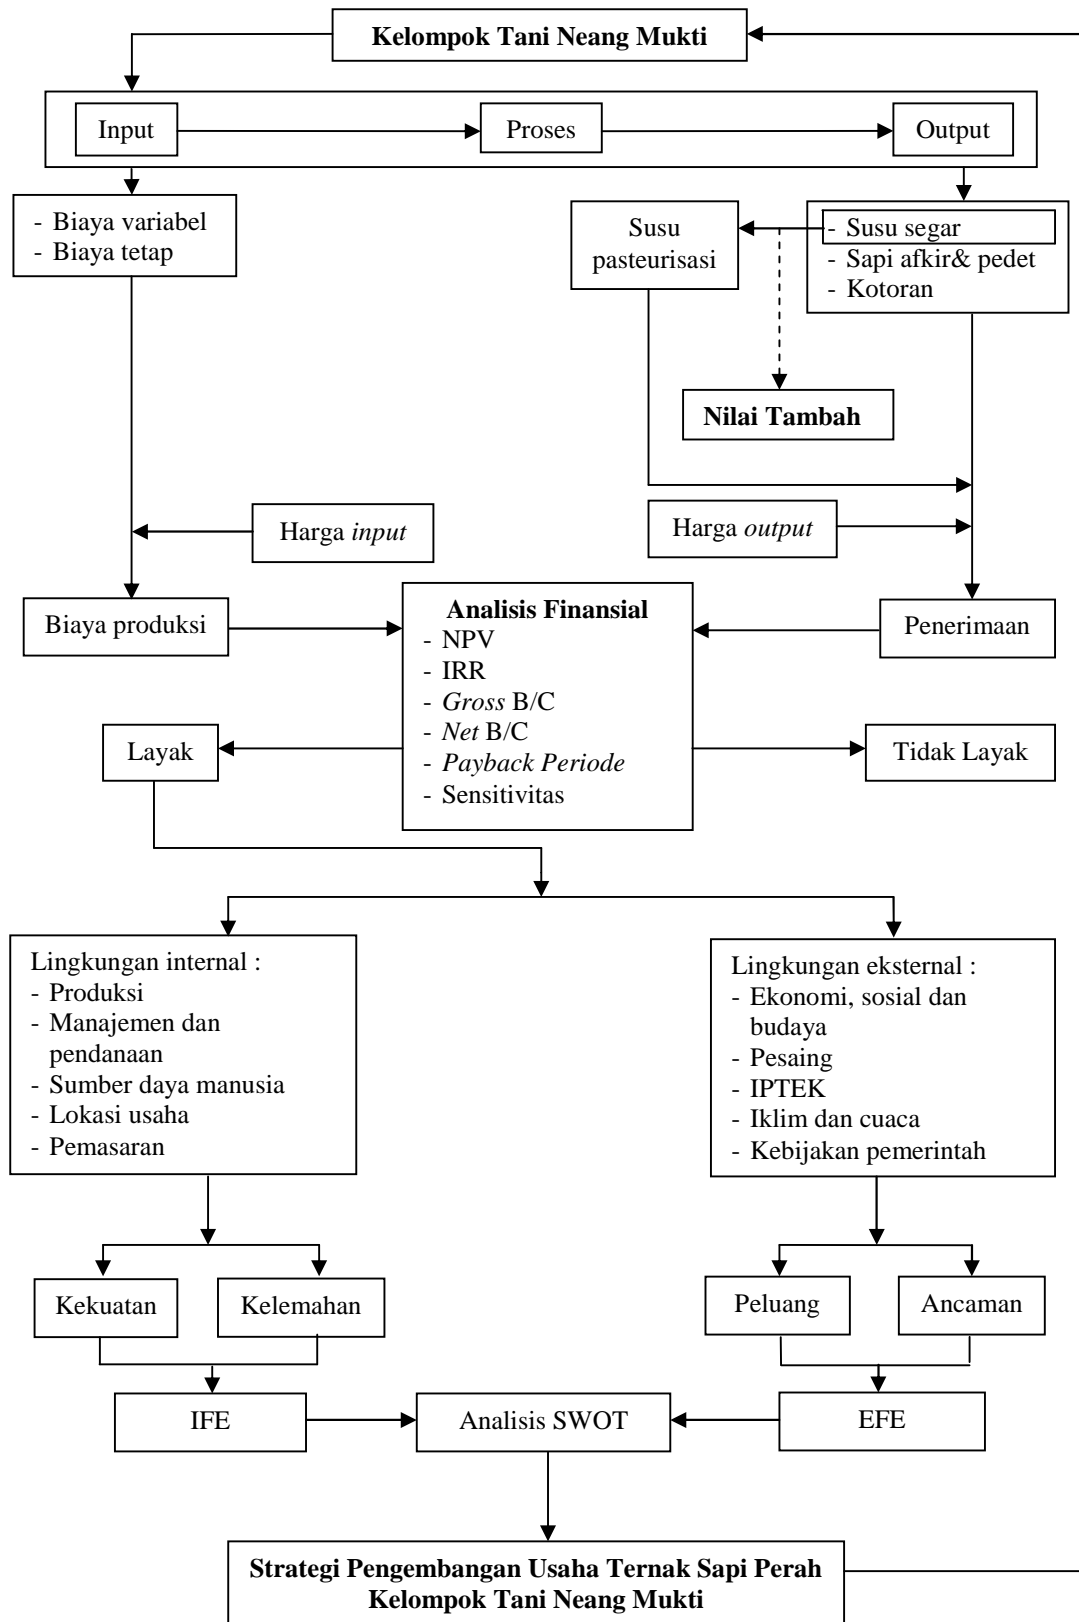 Kelompok Tani Neang Mukti
Input
Proses
Output
- Biaya variabel
- Biaya tetap
Susu
pasteurisasi
- Susu segar
- Sapi afkir& pedet
- Kotoran
Nilai Tambah
Harga input
Harga output
Biaya produksi
Analisis Finansial
- NPV
- IRR
- Gross B/C
- Net B/C
- Payback Periode
- Sensitivitas
Penerimaan
Layak
Tidak Layak
Lingkungan internal :
- Produksi
- Manajemen dan
pendanaan
- Sumber daya manusia
- Lokasi usaha
- Pemasaran
Lingkungan eksternal :
- Ekonomi, sosial dan
budaya
- Pesaing
- IPTEK
- Iklim dan cuaca
- Kebijakan pemerintah
Kekuatan
Kelemahan
Peluang
Ancaman
IFE
Analisis SWOT
EFE
Strategi Pengembangan Usaha Ternak Sapi Perah
Kelompok Tani Neang Mukti